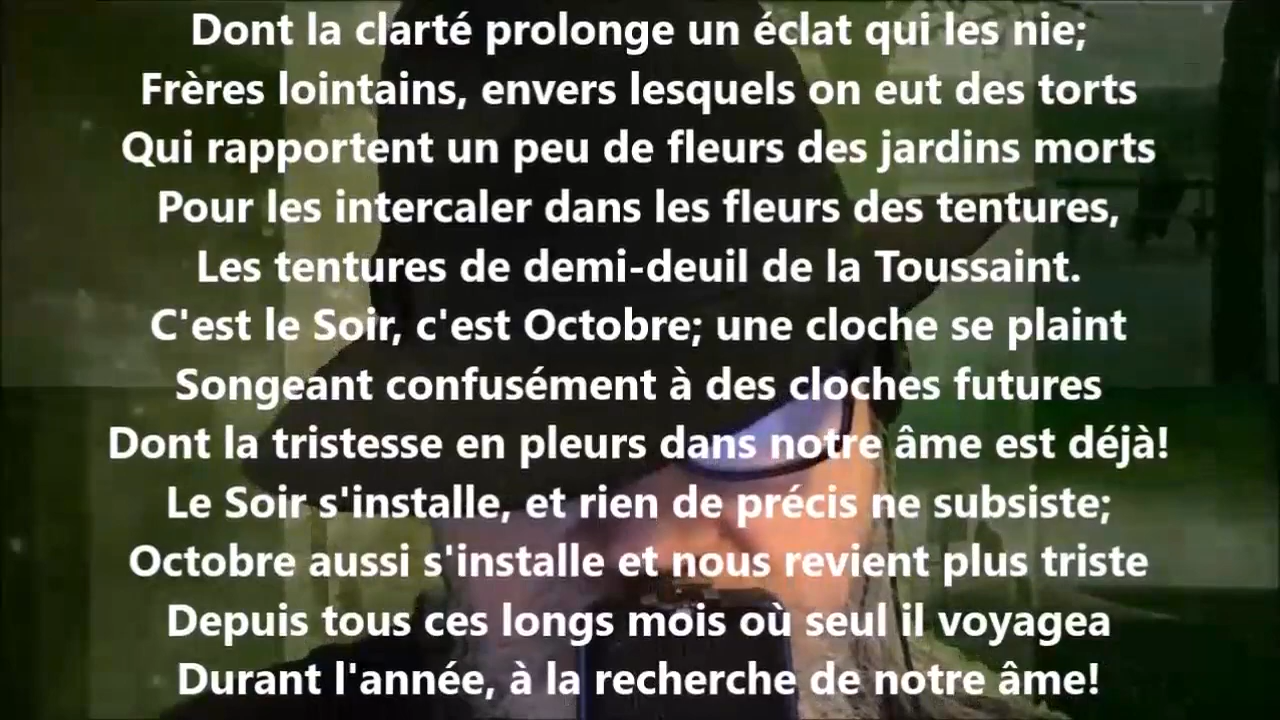 Dont la clarté prolonge un éclat qui les nie;
Frères lointains, envers lesquels on eut des torts
Qui rapportent un peu de fleurs des jardins morts
Pour les intercaler dans les fleurs des tentures,
Les tentures de demi-deuil de la Toussaint.
C'est le Soir, c'est Octobre; une cloche se plaint
Songeant confusément à des cloches futures
Dont la tristesse en pleurs dans notre âme est déjà!
Le Soir s'installe, et rien de précis ne subsiste;
Octobre aussi s'installe et nous revient plus triste
Depuis tous ces longs mois où seul il voyagea
Durant l'année, à la recherche de notre âme!